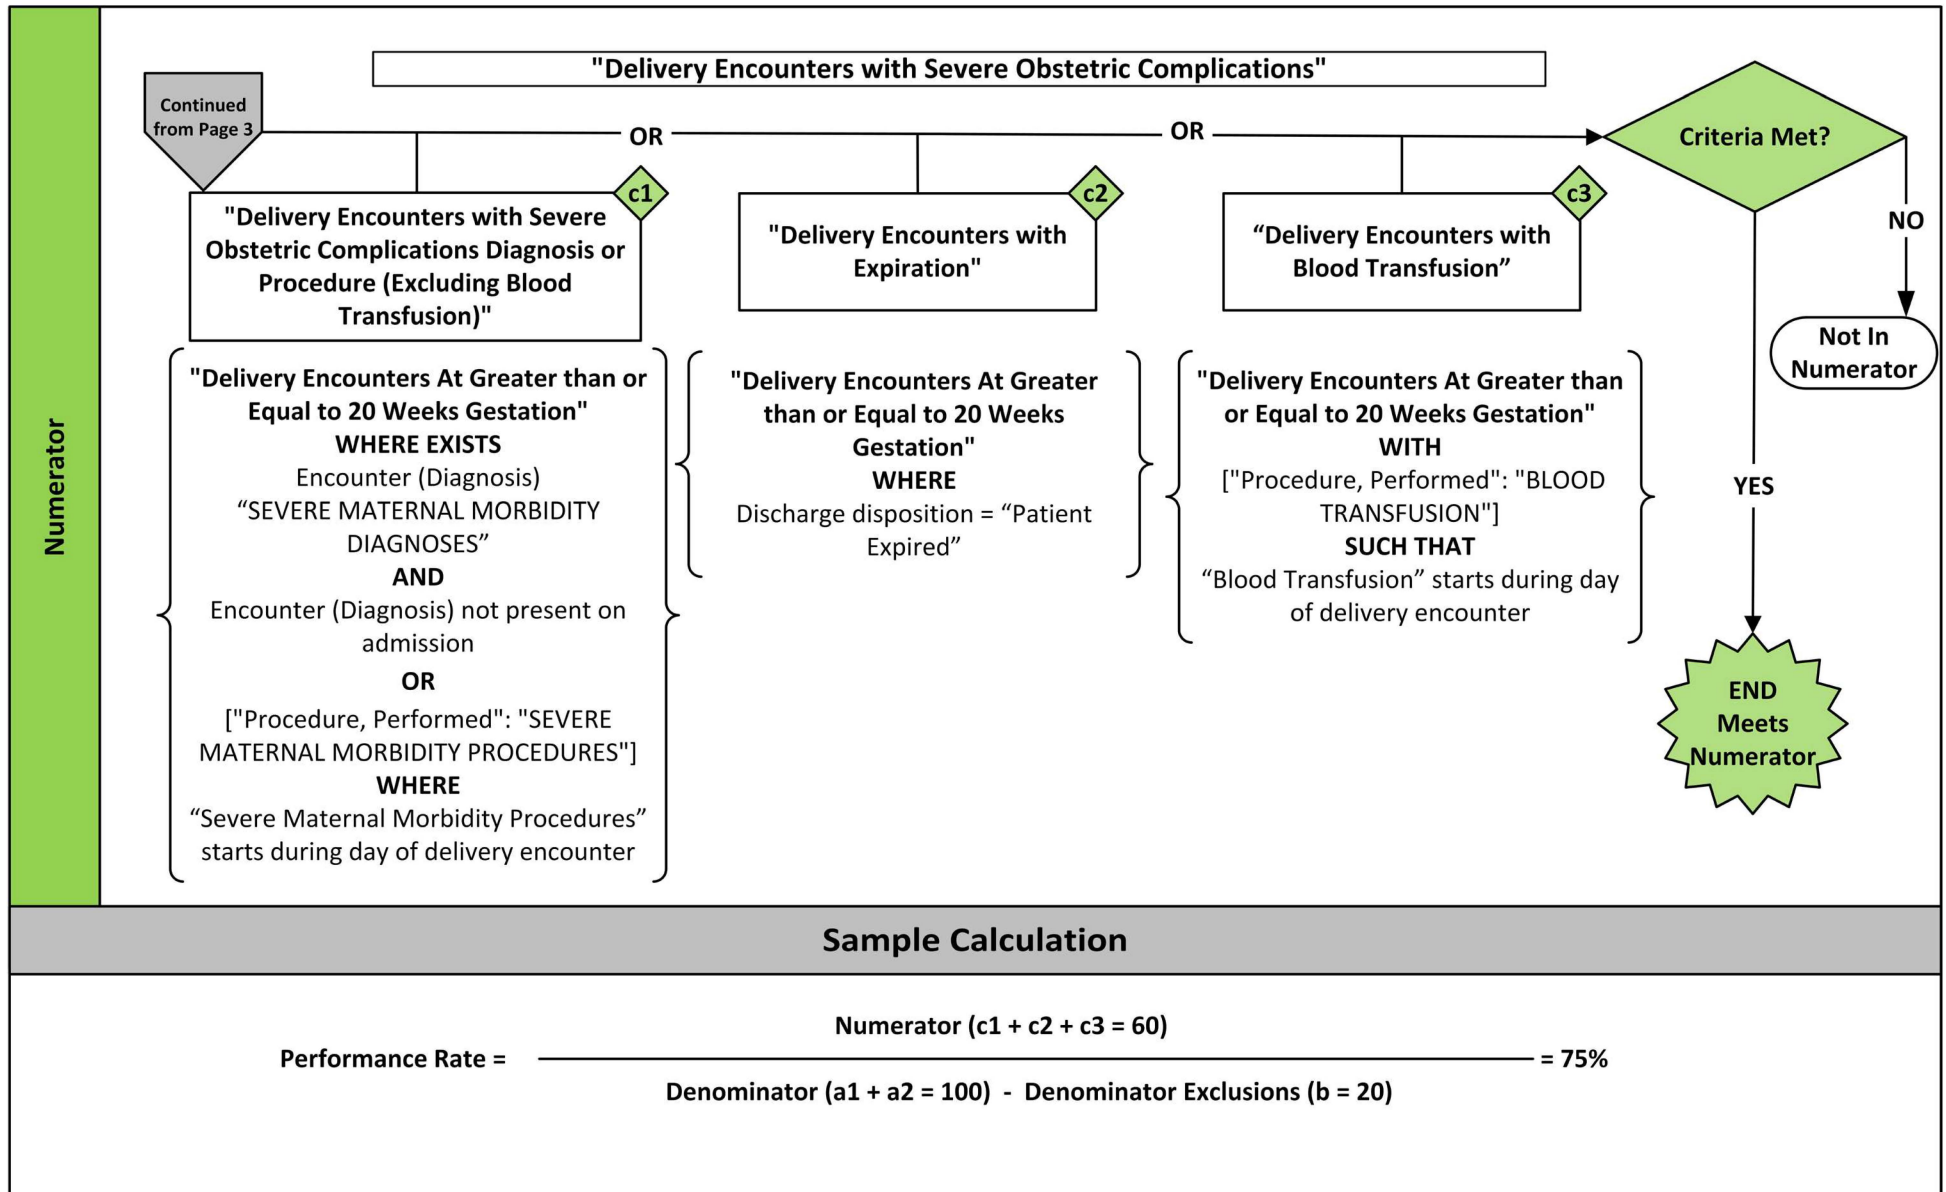 Numerator
"Delivery Encounters with Severe Obstetric Complications"
Continued
from Page 3
OR
OR
Criteria Met?
c1
"Delivery Encounters with Severe
Obstetric Complications Diagnosis or
Procedure (Excluding Blood
Transfusion)"
c2
"Delivery Encounters with
Expiration"
c3
“Delivery Encounters with
Blood Transfusion”
NO
Not In
Numerator
"Delivery Encounters At Greater than or
Equal to 20 Weeks Gestation"
WHERE EXISTS
Encounter (Diagnosis)
“SEVERE MATERNAL MORBIDITY
DIAGNOSES”
AND
Encounter (Diagnosis) not present on
admission
OR
["Procedure, Performed": "SEVERE
MATERNAL MORBIDITY PROCEDURES"]
WHERE
“Severe Maternal Morbidity Procedures”
starts during day of delivery encounter
"Delivery Encounters At Greater
than or Equal to 20 Weeks
Gestation"
WHERE
Discharge disposition = “Patient
Expired”
"Delivery Encounters At Greater than
or Equal to 20 Weeks Gestation"
WITH
["Procedure, Performed": "BLOOD
TRANSFUSION"]
SUCH THAT
“Blood Transfusion” starts during day
of delivery encounter
YES
END
Meets
Numerator
Sample Calculation
Numerator (c1 + c2 + c3 = 60)
Performance Rate = = 75%
Denominator (a1 + a2 = 100) - Denominator Exclusions (b = 20)